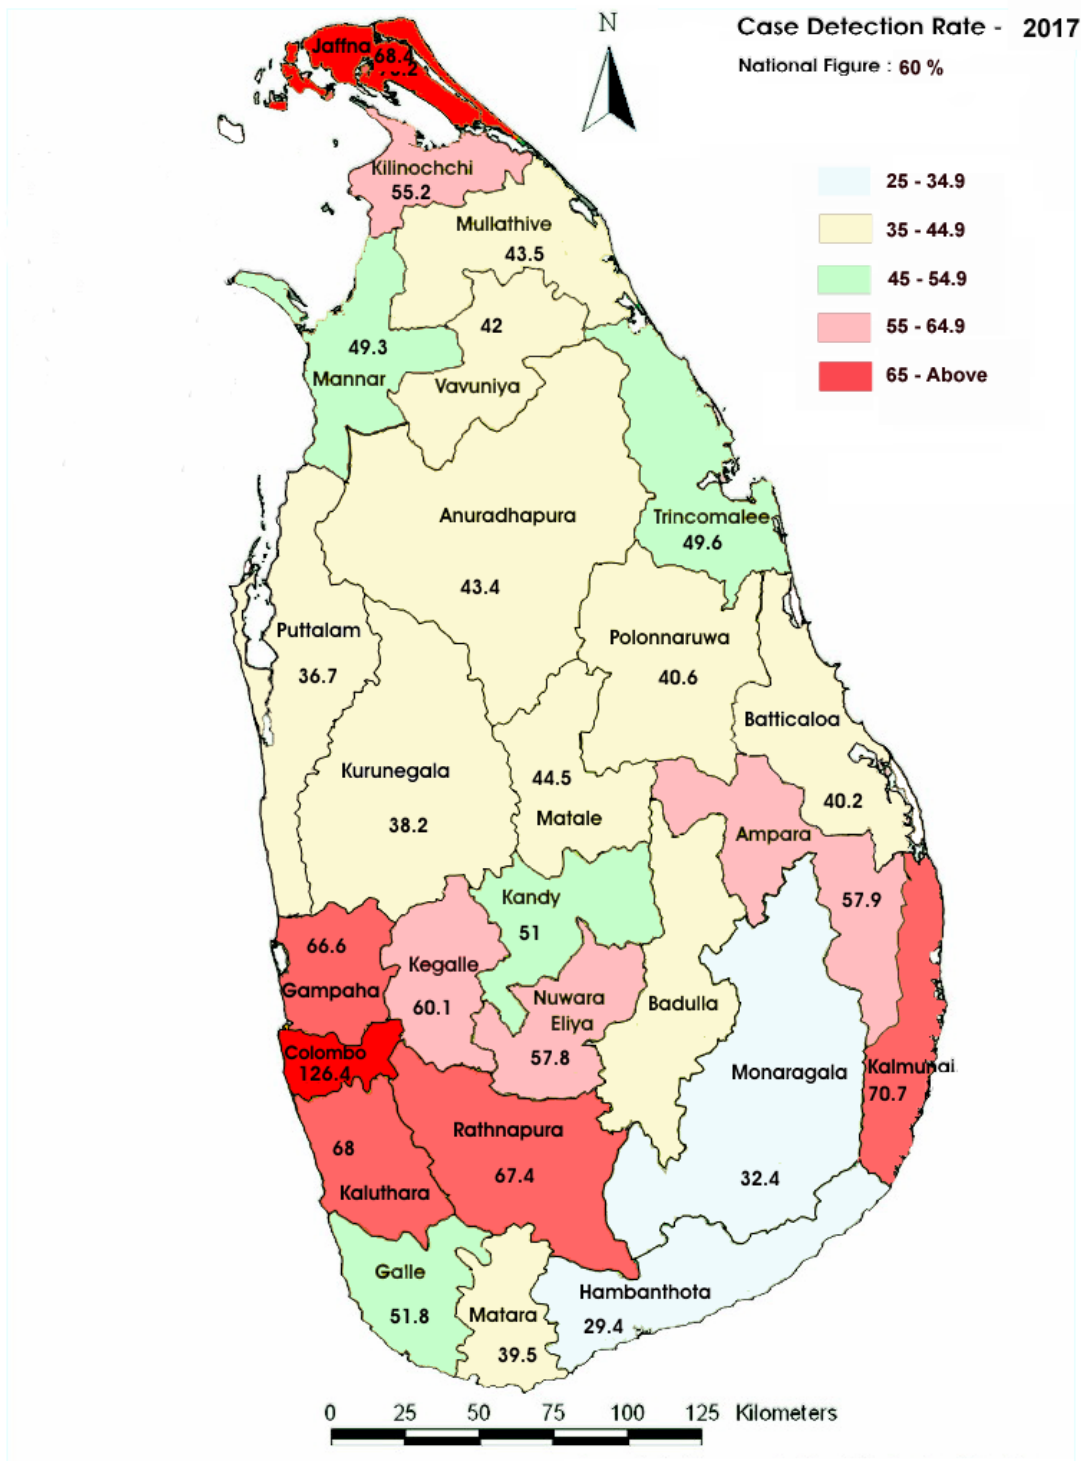 Case Detection Rate - 2017
National Figure : 60 %
N
25 - 34.9
35 - 44.9
45 - 54.9
55 - 64.9
65 - Above
Jaffna
68.4
Kilinochchi
55.2
Mullathive
43.5
42
Vavuniya
49.3
Mannar
Anuradhapura
43.4
Trincomalee
49.6
Puttalam
36.7
Polonnaruwa
40.6
Batticaloa
40.2
Kurunegala
38.2
44.5
Matale
Ampara
57.9
Kandy
51
66.6
Gampaha
Kegalle
60.1
Nuwara
Eliya
57.8
Badulla
Colombo
126.4
Monaragala
32.4
Kalmunai
70.7
Rathnapura
67.4
68
Kaluthara
Galle
51.8
Matara
39.5
Hambanthota
29.4
0 25 50 75 100 125 Kilometers